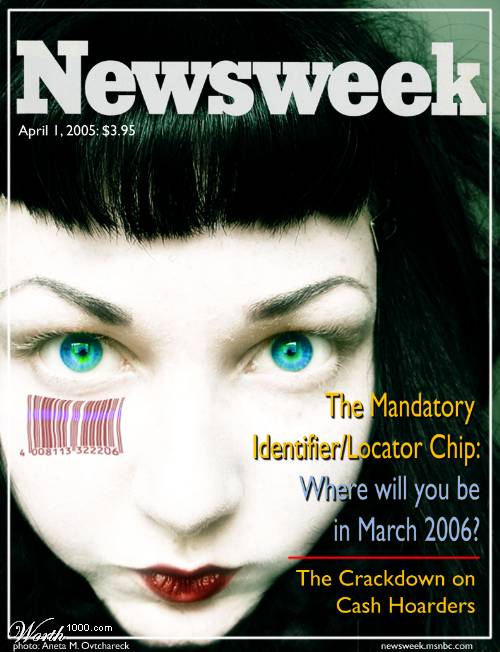 Newsweek
April 1, 2005: $3.95
4 008113 322206
The Mandatory
Identifier/Locator Chip:
Where will you be
in March 2006?
The Crackdown on
Cash Hoarders
Worth1000.com
photo: Aneta M. Ovtchareck
newsweek.msnbc.com